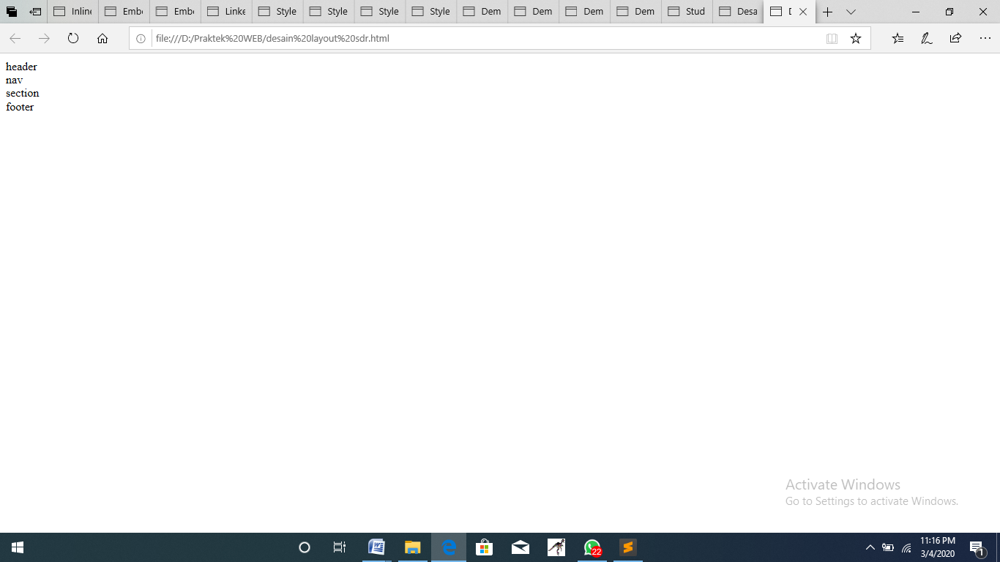 Inline
Embe
Embe
Linke
Style
Style
Style
Style
Dem
Dem
Dem
Dem
Stud
Desa
D
file:///D:/Praktek%20WEB/desain%20layout%20sdr.html
header
nav
section
footer
Activate Windows
Go to Settings to activate Windows.
22
11:16 PM
3/4/2020
1